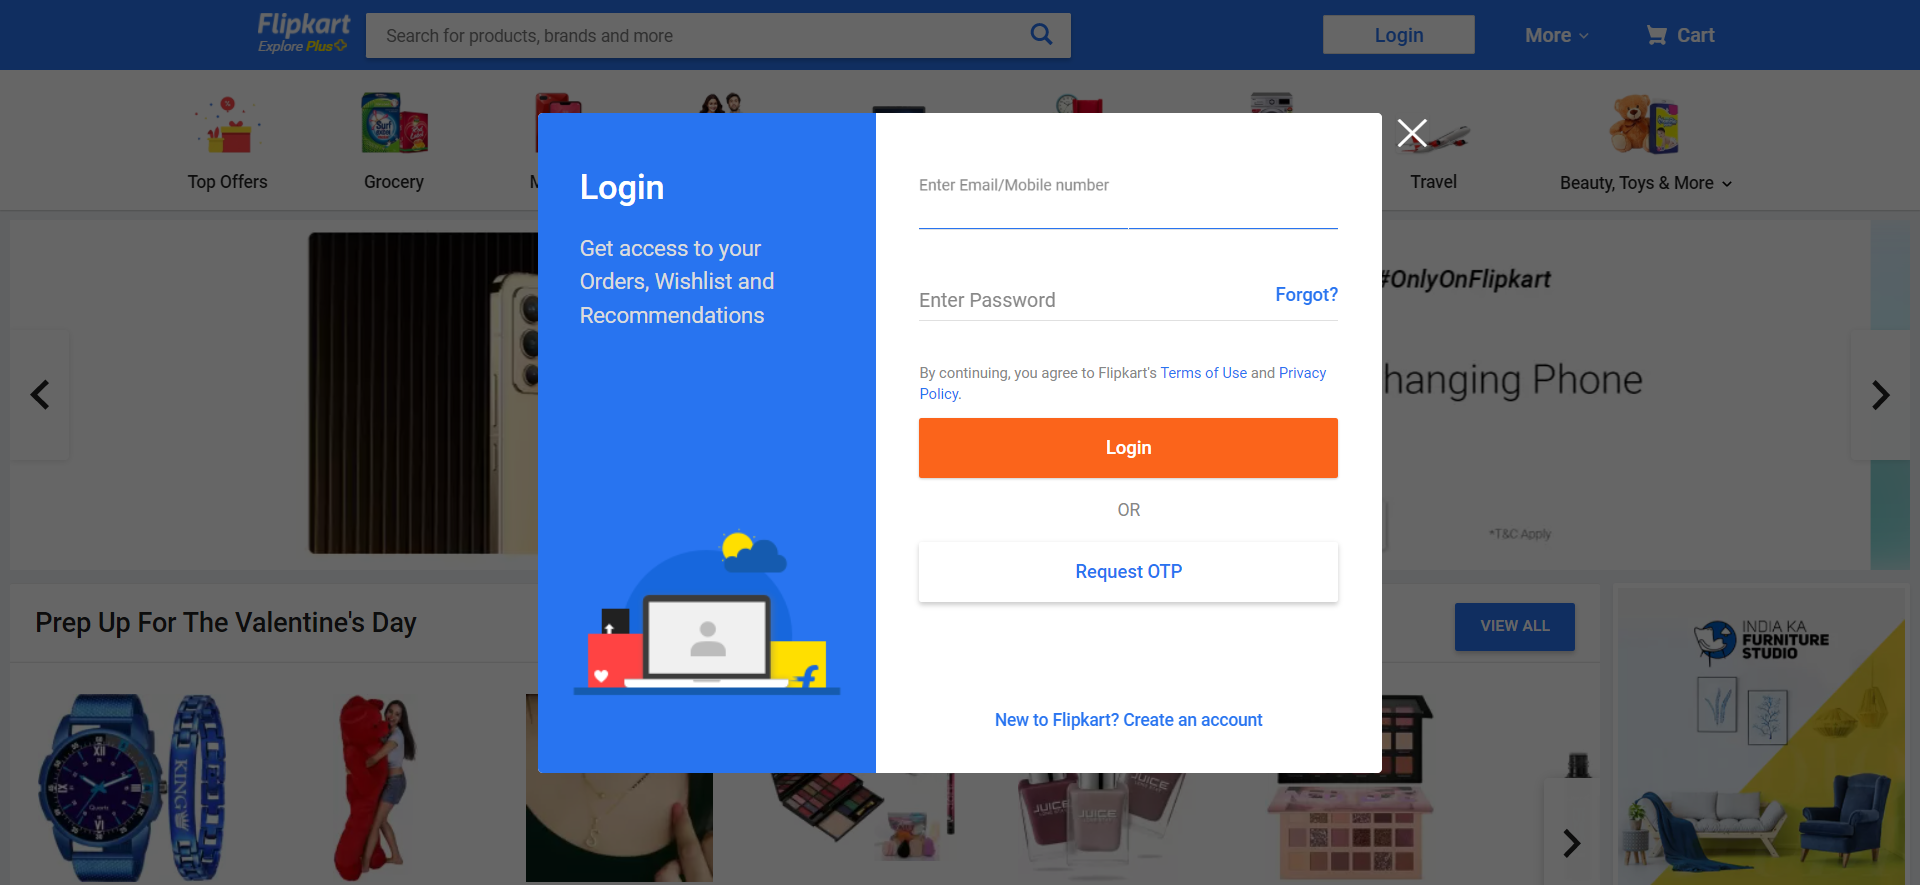 Flipkart
Explore Plus
Search for products, brands and more
Login
More
Cart
Top Offers
Grocery
Travel
Beauty, Toys & More
Login
Get access to your
Orders, Wishlist and
Recommendations
Enter Email/Mobile number
Enter Password
Forgot?
By continuing, you agree to Flipkart's Terms of Use and Privacy
Policy.
Login
OR
Request OTP
New to Flipkart? Create an account
#OnlyOnFlipkart
hanging Phone
*T&C Apply
Prep Up For The Valentine's Day
VIEW ALL
INDIA KA
FURNITURE
STUDIO
XII
Quartz
VI
KING
JUICE
JUICE
JUICE